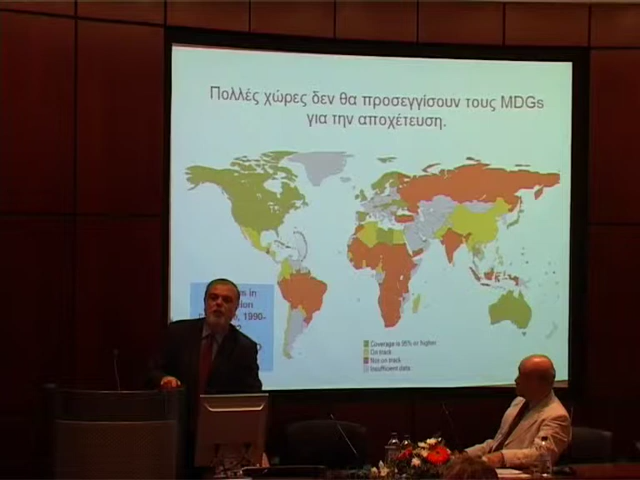 Πολλές χώρες δεν θα προσεγγίσουν τους MDGs
για την αποχέτευση.
1990-
Coverage is 95% or higher
On track
Not on track
Insufficient data